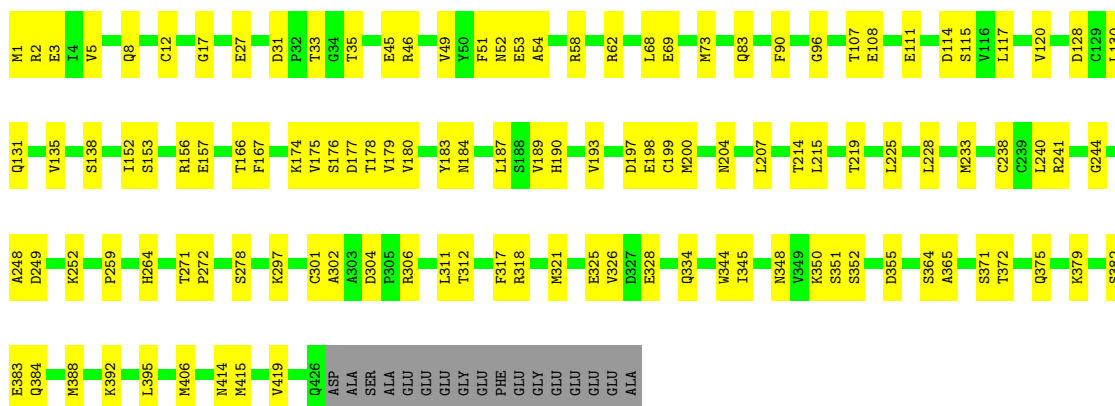 M1 R2 E3 I4 V5 Q8 C12 G17 E27 D31 P32 T33 G34 T35 E45 R46 V49 Y50 F51 N52 E53 A54 R58 R62 L68 E69 M73 Q83 F90 G96 T107 E108 E111 D114 S115 V116 L117 V120 D128 C129 L130
Q131 V135 S138 I152 S153 R156 E157 T166 F167 K174 V175 S176 D177 T178 V179 V180 Y183 N184 L187 S188 V189 H190 V193 D197 E198 C199 M200 N204 L207 T214 L215 T219 L225 L228 M233 C238 C239 L240 R241 G244
A248 D249 K252 P259 H264 T271 P272 S278 K297 C301 A302 A303 D304 P305 R306 L311 T312 F317 R318 M321 E325 V326 D327 E328 Q334 W344 I345 N348 V349 K350 S351 S352 D355 S364 A365 S371 T372 Q375 K379 S382
E383 Q384 M388 K392 L395 M406 N414 M415 V419 Q426 ASP ALA SER ALA GLU GLU GLU GLY GLU PHE GLU GLY GLU GLU GLU GLU ALA